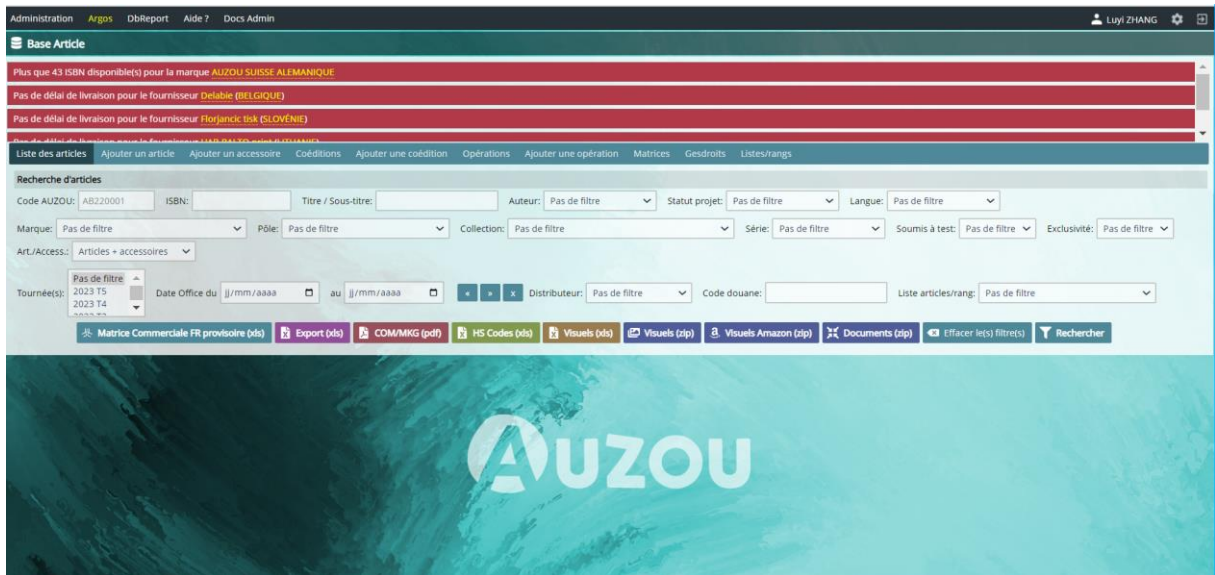 Administration Argos DbReport Aide ? Docs Admin Luyi ZHANG
Base Article
Plus que 43 ISBN disponible(s) pour la marque AUZOU SUISSE ALEMANIQUE
Pas de délai de livraison pour le fournisseur Delabie (BELGIQUE)
Pas de délai de livraison pour le fournisseur Florjancic tisk (SLOVÉNIE)
Liste des articles Ajouter un article Ajouter un accessoire Coéditions Ajouter une coédition Opérations Ajouter une opération Matrices Gesdroits Listes/rangs
Recherche d'articles
Code AUZOU: AB220001 ISBN: Titre / Sous-titre: Auteur: Pas de filtre Statut projet: Pas de filtre Langue: Pas de filtre
Marque: Pas de filtre Pôle: Pas de filtre Collection: Pas de filtre Série: Pas de filtre Soumis à test: Pas de filtre Exclusivité: Pas de filtre
Art./Access.: Articles + accessoires
Pas de filtre
Tournée(s): 2023 T5 Date Office du jj/mm/aaaa au jj/mm/aaaa « » x Distributeur: Pas de filtre Code douane: Liste articles/rang: Pas de filtre
2023 T4
Matrice Commerciale FR provisoire (xls) Export (xls) COM/MKG (pdf) HS Codes (xls) Visuels (xls) Visuels (zip) Visuels Amazon (zip) Documents (zip) Effacer le(s) filtre(s) Rechercher
AUZOU